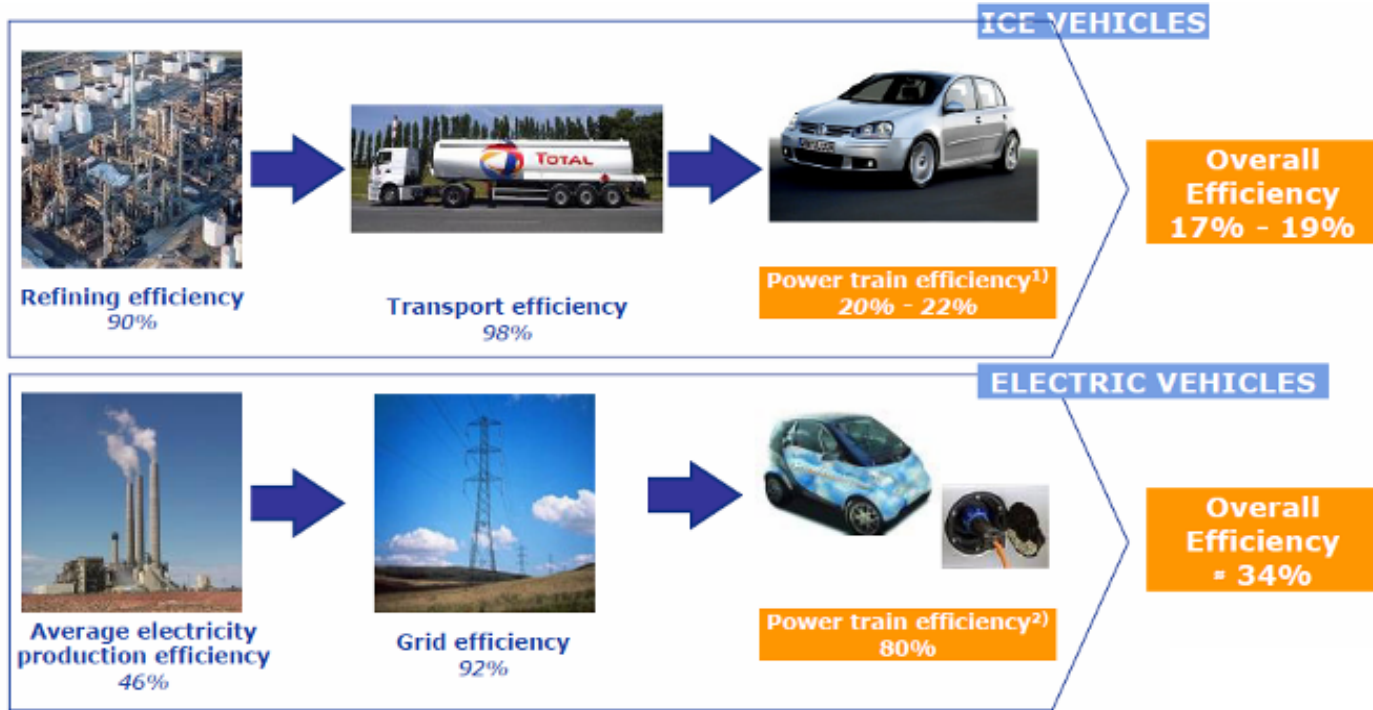 ICE VEHICLES
TOTAL
Refining efficiency
90%
Transport efficiency
98%
Power train efficiency¹⁾
20% - 22%
Overall
Efficiency
17% - 19%
ELECTRIC VEHICLES
Average electricity
production efficiency
46%
Grid efficiency
92%
Power train efficiency²⁾
80%
Overall
Efficiency
≈ 34%